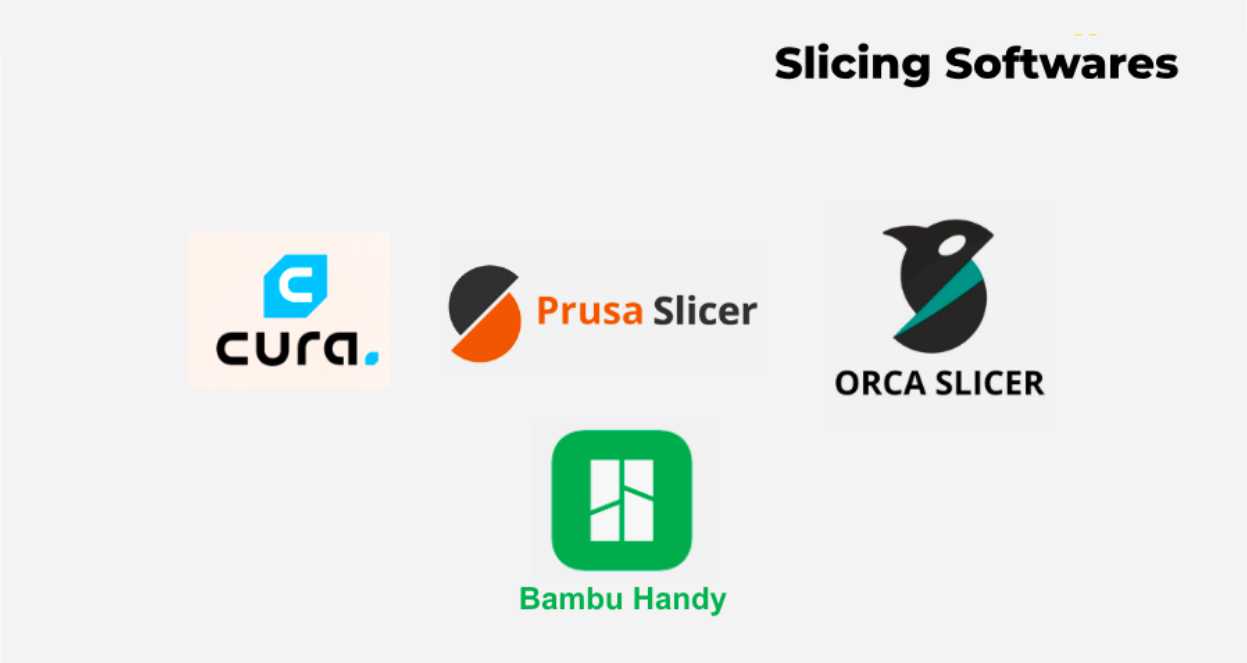 Slicing Softwares
cura.
Prusa Slicer
ORCA SLICER
Bambu Handy